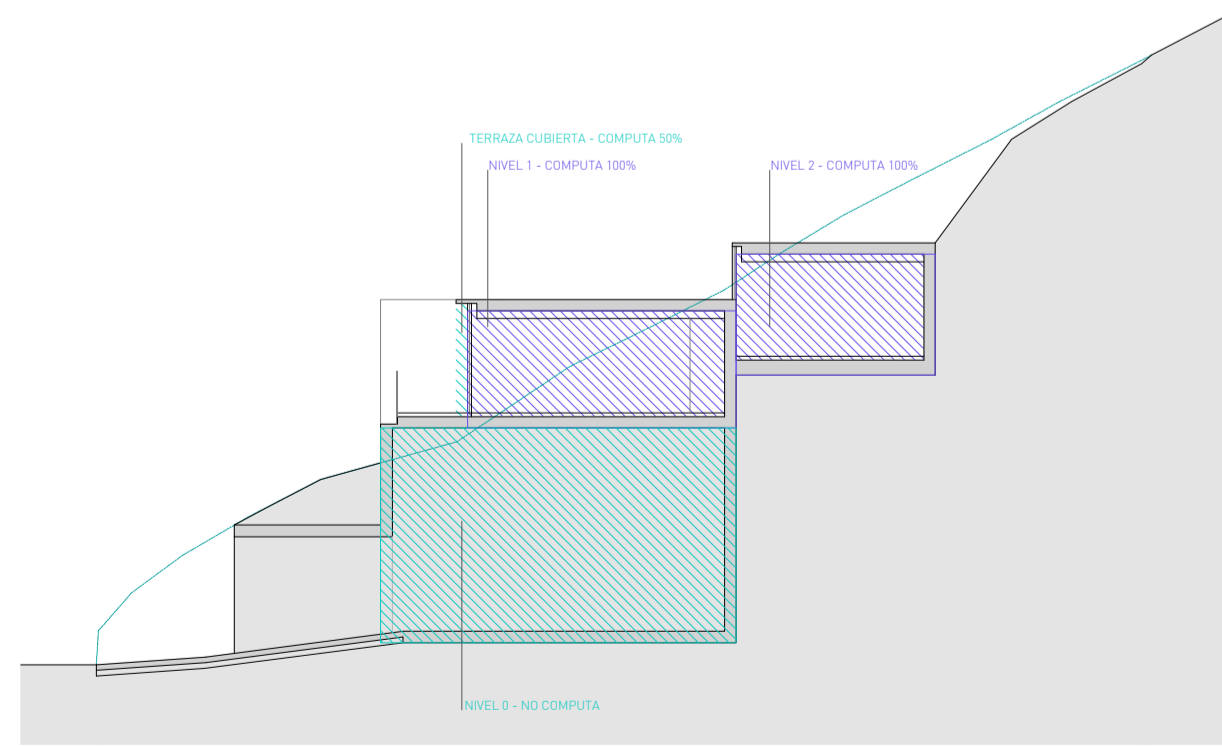 TERRAZA CUBIERTA - COMPUTA 50%
NIVEL 1 - COMPUTA 100%
NIVEL 2 - COMPUTA 100%
NIVEL 0 - NO COMPUTA